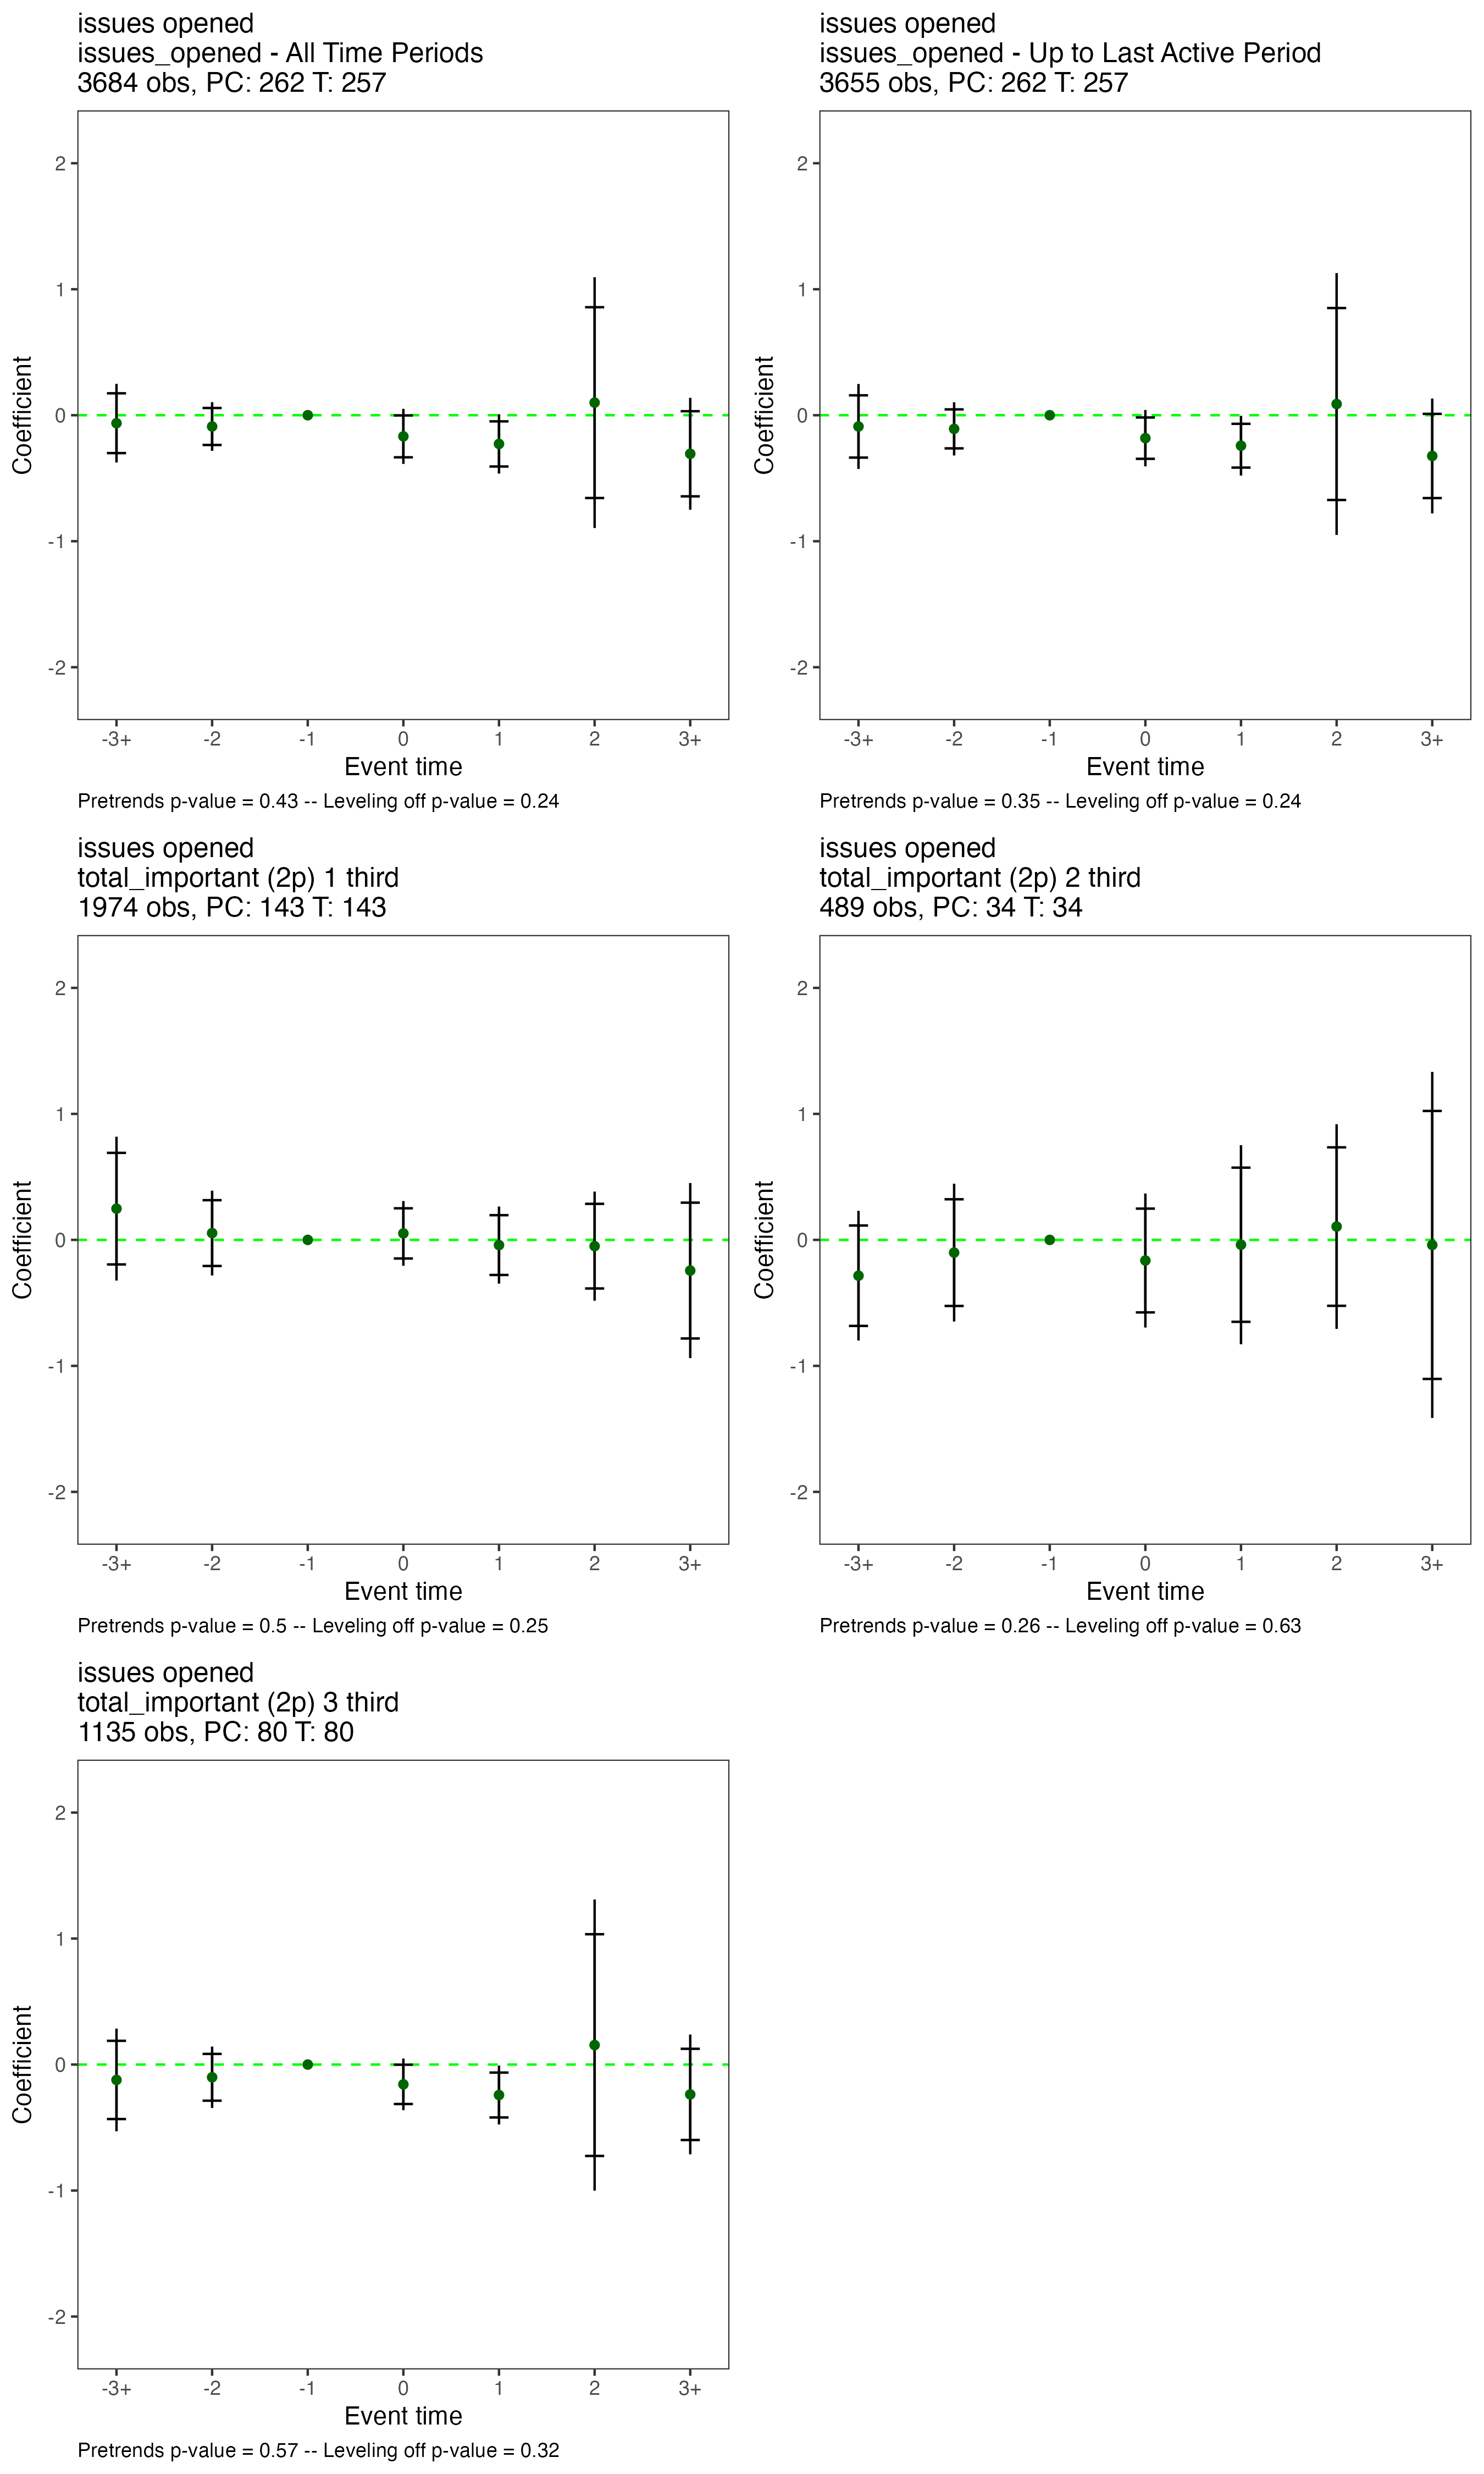 issues opened
issues_opened - All Time Periods
3684 obs, PC: 262 T: 257
2
1
0
-1
-2
Coefficient
-3+ -2 -1 0 1 2 3+
Event time
Pretrends p-value = 0.43 -- Leveling off p-value = 0.24
issues opened
issues_opened - Up to Last Active Period
3655 obs, PC: 262 T: 257
2
1
0
-1
-2
Coefficient
-3+ -2 -1 0 1 2 3+
Event time
Pretrends p-value = 0.35 -- Leveling off p-value = 0.24
issues opened
total_important (2p) 1 third
1974 obs, PC: 143 T: 143
2
1
0
-1
-2
Coefficient
-3+ -2 -1 0 1 2 3+
Event time
Pretrends p-value = 0.5 -- Leveling off p-value = 0.25
issues opened
total_important (2p) 2 third
489 obs, PC: 34 T: 34
2
1
0
-1
-2
Coefficient
-3+ -2 -1 0 1 2 3+
Event time
Pretrends p-value = 0.26 -- Leveling off p-value = 0.63
issues opened
total_important (2p) 3 third
1135 obs, PC: 80 T: 80
2
1
0
-1
-2
Coefficient
-3+ -2 -1 0 1 2 3+
Event time
Pretrends p-value = 0.57 -- Leveling off p-value = 0.32